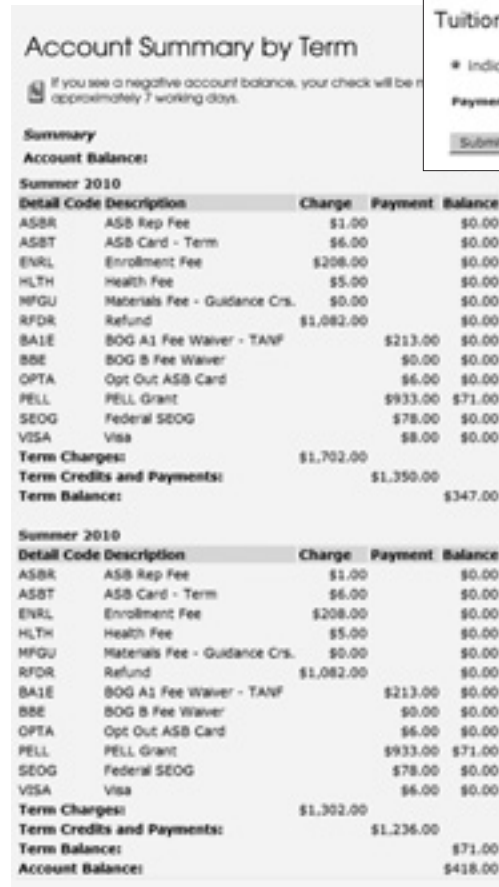 Tuition
* indic
Paymen
Submi
Account Summary by Term
If you see a negative account balance, your check will be m
approximately 7 working days.
Summary
Account Balance:
Summer 2010
Detail Code Description Charge Payment Balance
ASBR ASB Rep Fee $1.00 $0.00
ASBT ASB Card - Term $6.00 $0.00
ENRL Enrollment Fee $208.00 $0.00
HLTH Health Fee $5.00 $0.00
MFGU Materials Fee - Guidance Crs. $0.00 $0.00
RFDR Refund $1,082.00 $0.00
BA1E BOG A1 Fee Waiver - TANF $213.00 $0.00
BBE BOG B Fee Waiver $0.00 $0.00
OPTA Opt Out ASB Card $6.00 $0.00
PELL PELL Grant $933.00 $71.00
SEOG Federal SEOG $78.00 $0.00
VISA Visa $8.00 $0.00
Term Charges: $1,702.00
Term Credits and Payments: $1,350.00
Term Balance: $347.00
Summer 2010
Detail Code Description Charge Payment Balance
ASBR ASB Rep Fee $1.00 $0.00
ASBT ASB Card - Term $6.00 $0.00
ENRL Enrollment Fee $208.00 $0.00
HLTH Health Fee $5.00 $0.00
MFGU Materials Fee - Guidance Crs. $0.00 $0.00
RFDR Refund $1,082.00 $0.00
BA1E BOG A1 Fee Waiver - TANF $213.00 $0.00
BBE BOG B Fee Waiver $0.00 $0.00
OPTA Opt Out ASB Card $6.00 $0.00
PELL PELL Grant $933.00 $71.00
SEOG Federal SEOG $78.00 $0.00
VISA Visa $6.00 $0.00
Term Charges: $1,302.00
Term Credits and Payments: $1,236.00
Term Balance: $71.00
Account Balance: $418.00